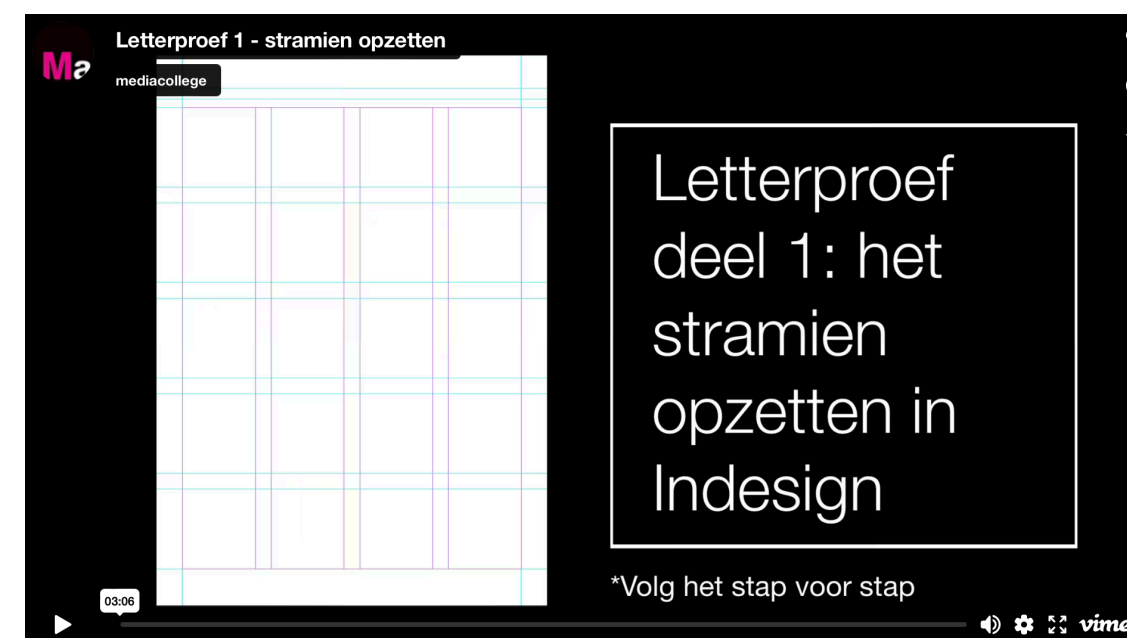 Letterproef 1 - stramien opzetten
Ma
mediacollege
Letterproef
deel 1: het
stramien
opzetten in
Indesign
*Volg het stap voor stap
03:06
vime